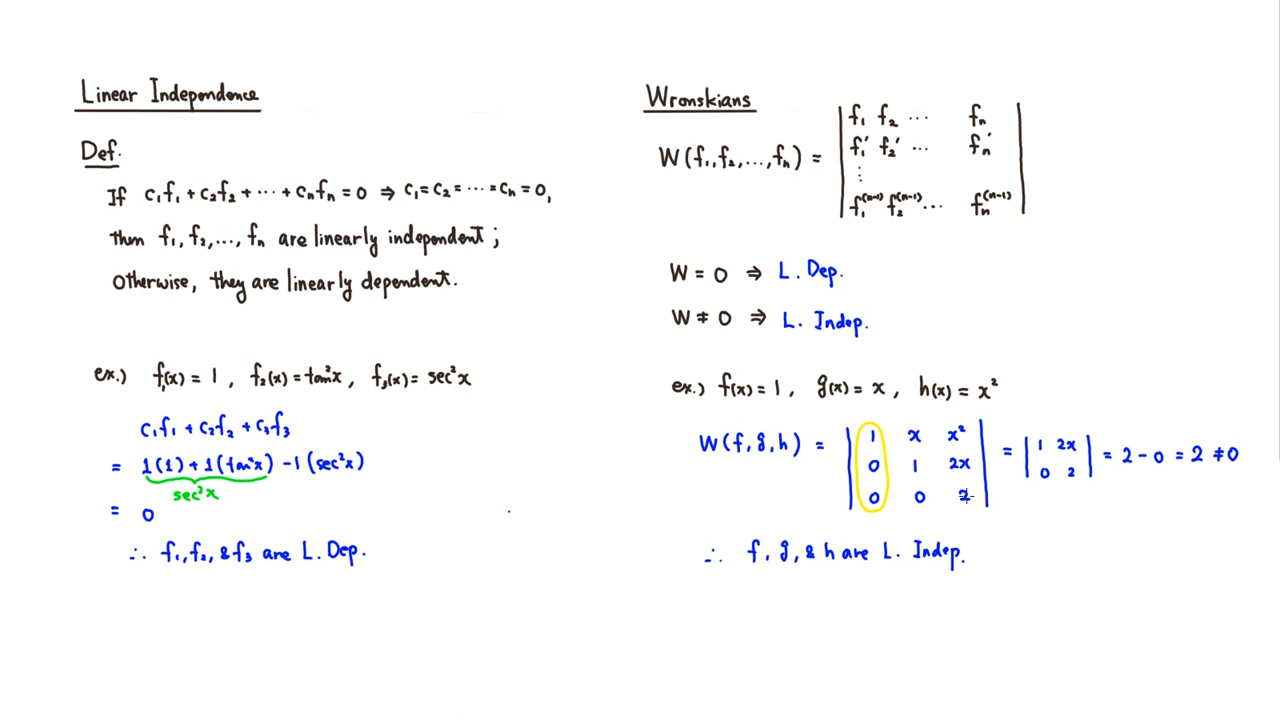 Linear Independence
Def.
If c₁f₁ + c₂f₂ + ··· + cₙfₙ = 0 ⇒ c₁ = c₂ = ··· = cₙ = 0,
then f₁, f₂, ..., fₙ are linearly independent;
otherwise, they are linearly dependent.
ex.) f₁(x) = 1, f₂(x) = tan²x, f₃(x) = sec²x
c₁f₁ + c₂f₂ + c₃f₃
= 1(1) + 1(tan²x) - 1(sec²x)
sec²x
= 0
∴ f₁, f₂, & f₃ are L. Dep.
Wronskians
W(f₁, f₂, ..., fₙ) = | f₁ f₂ ··· fₙ |
| f₁' f₂' ··· fₙ' |
⋮
| f₁⁽ⁿ⁻¹⁾ f₂⁽ⁿ⁻¹⁾ ··· fₙ⁽ⁿ⁻¹⁾ |
W = 0 ⇒ L. Dep.
W ≠ 0 ⇒ L. Indep.
ex.) f(x) = 1, g(x) = x, h(x) = x²
W(f, g, h) = | 1 x x² |
| 0 1 2x | = | 1 2x | = 2 - 0 = 2 ≠ 0
| 0 0 2 | | 0 2 |
∴ f, g, & h are L. Indep.